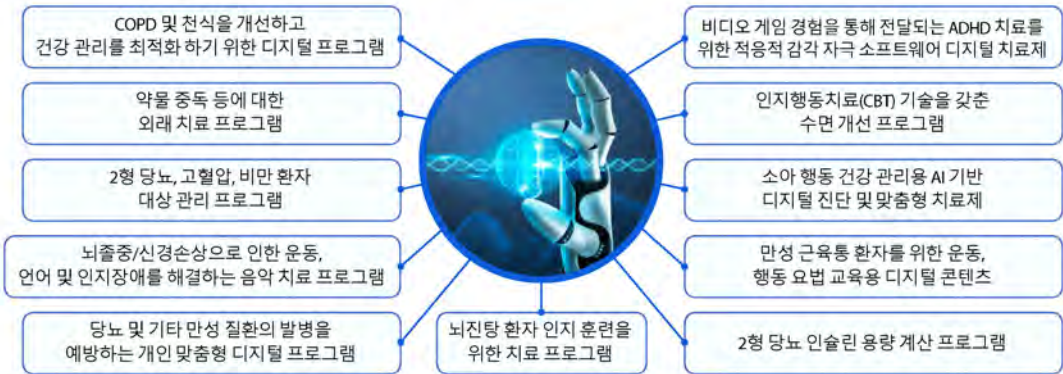 COPD 및 천식을 개선하고
건강 관리를 최적화 하기 위한 디지털 프로그램
약물 중독 등에 대한
외래 치료 프로그램
2형 당뇨, 고혈압, 비만 환자
대상 관리 프로그램
뇌졸중/신경손상으로 인한 운동,
언어 및 인지장애를 해결하는 음악 치료 프로그램
당뇨 및 기타 만성 질환의 발병을
예방하는 개인 맞춤형 디지털 프로그램
뇌진탕 환자 인지 훈련을
위한 치료 프로그램
비디오 게임 경험을 통해 전달되는 ADHD 치료를
위한 적응적 감각 자극 소프트웨어 디지털 치료제
인지행동치료(CBT) 기술을 갖춘
수면 개선 프로그램
소아 행동 건강 관리용 AI 기반
디지털 진단 및 맞춤형 치료제
만성 근육통 환자를 위한 운동,
행동 요법 교육용 디지털 콘텐츠
2형 당뇨 인슐린 용량 계산 프로그램